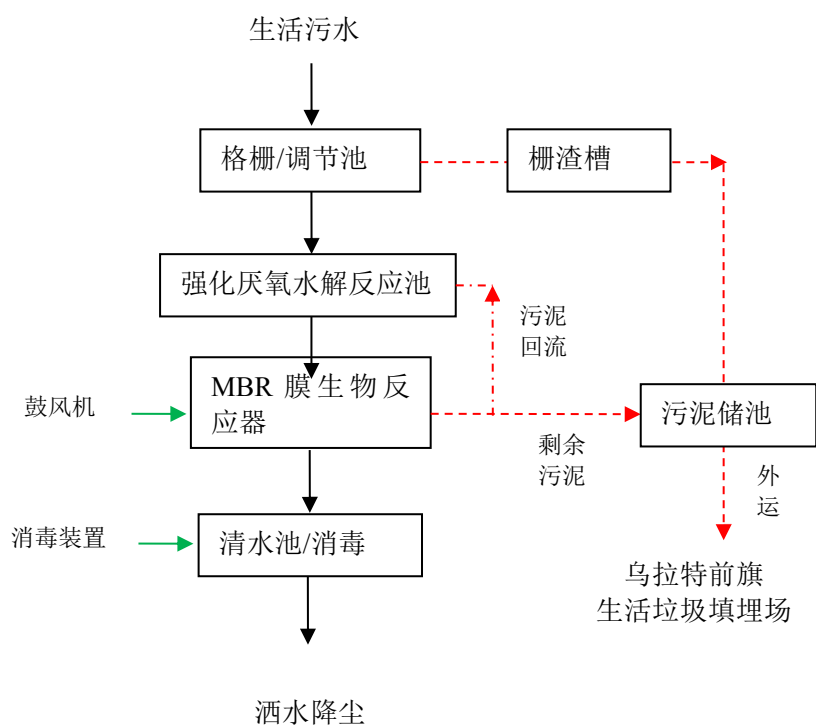 生活污水
格栅/调节池
栅渣槽
强化厌氧水解反应池
污泥
回流
MBR 膜生物反
应器
鼓风机
污泥储池
剩余
污泥
外
运
消毒装置
清水池/消毒
乌拉特前旗
生活垃圾填埋场
洒水降尘